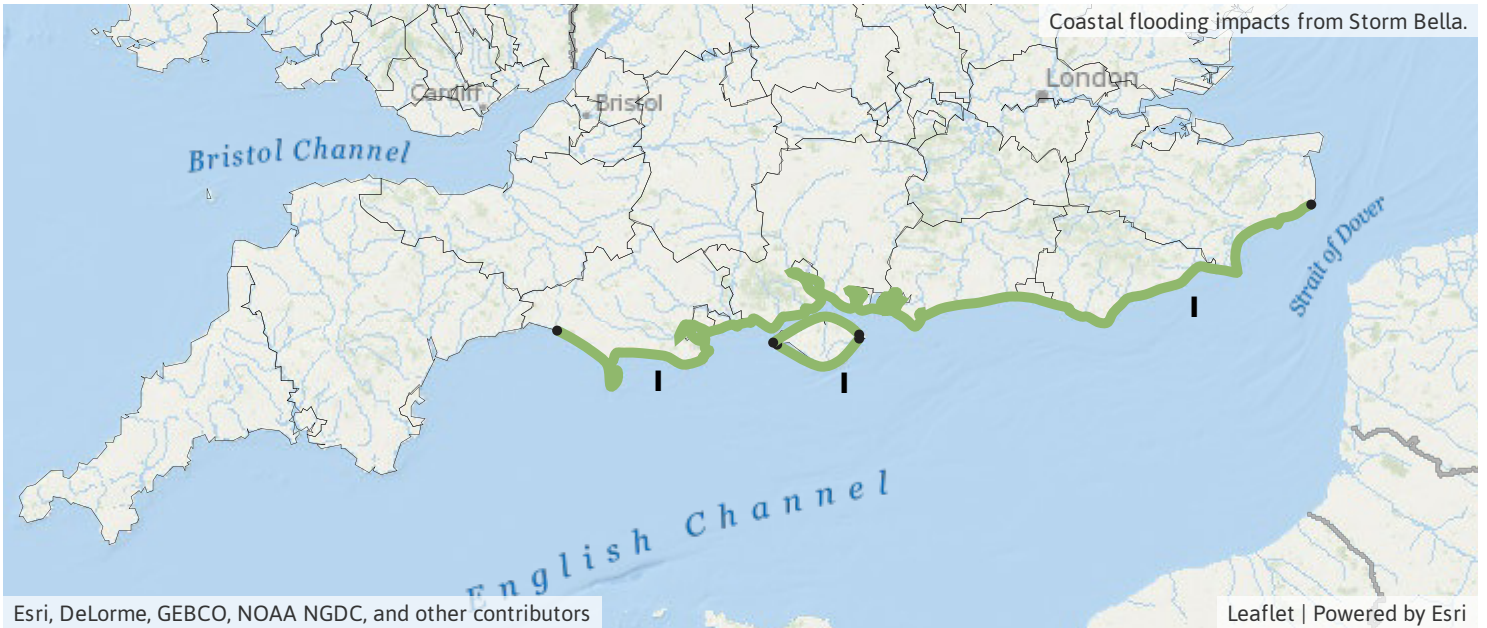 Coastal flooding impacts from Storm Bella.
London
Cardiff
Bristol
Bristol Channel
Strait of Dover
I
I
I
English Channel
Esri, DeLorme, GEBCO, NOAA NGDC, and other contributors
Leaflet | Powered by Esri